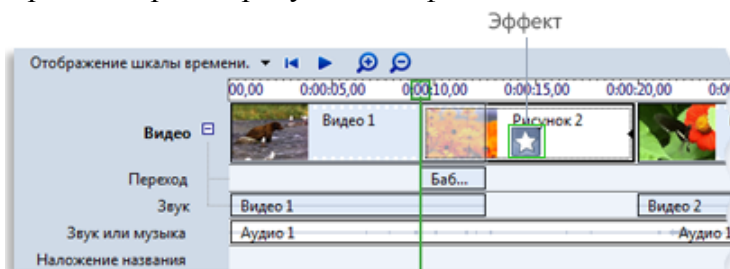 Эффект
Отображение шкалы времени.
00,00 0:00:05,00 0:00:10,00 0:00:15,00 0:00:20,00
Видео Видео 1 Рисунок 2
Переход Баб...
Звук Видео 1 Видео 2
Звук или музыка Аудио 1 Аудио 1
Наложение названия